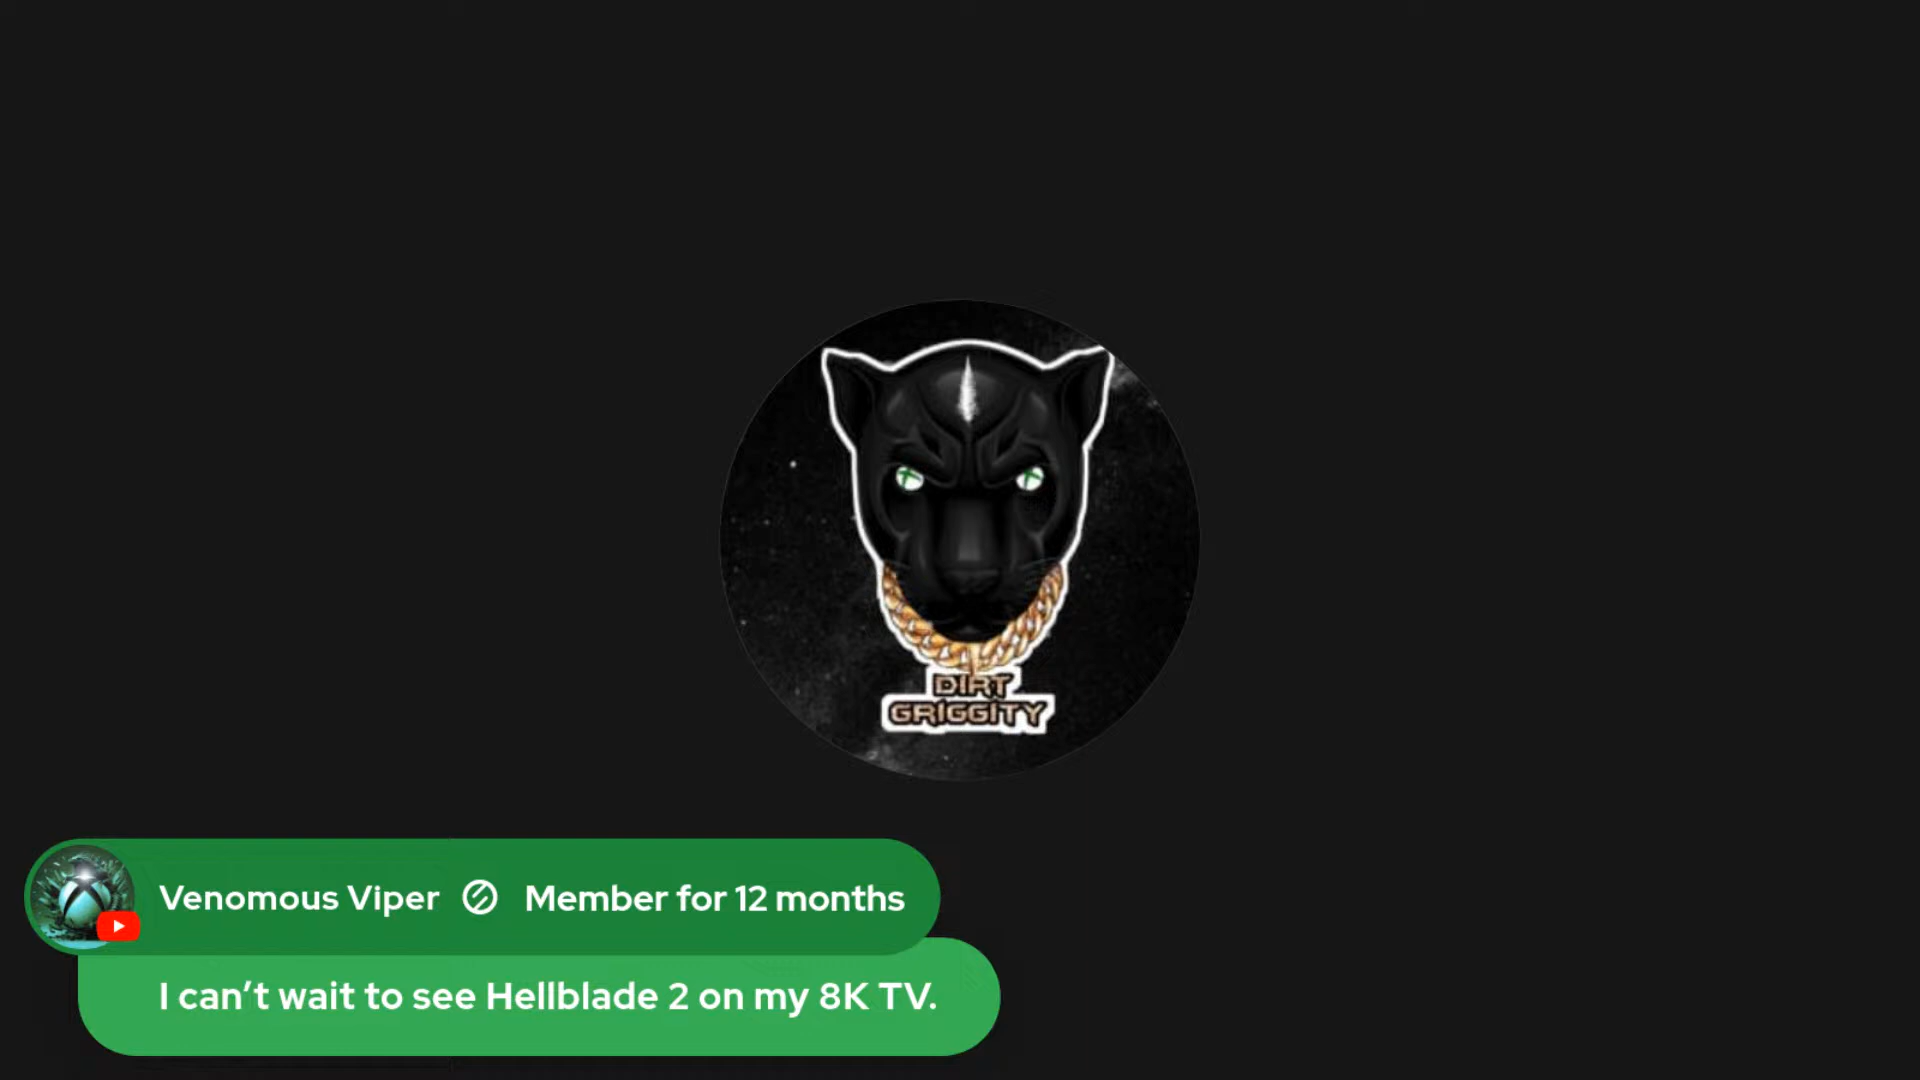 DIRT
GRIGGITY
Venomous Viper Member for 12 months
I can't wait to see Hellblade 2 on my 8K TV.